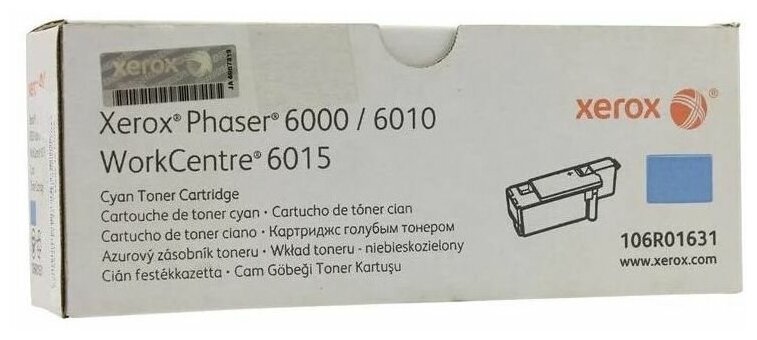 xerox
JA 4667819
Xerox® Phaser® 6000 / 6010
WorkCentre® 6015
Cyan Toner Cartridge
Cartouche de toner cyan • Cartucho de tóner cian
Cartucho de toner ciano • Картридж с голубым тонером
Azurový zásobník toneru • Wkład toneru - niebieskozielony
Cián festékkazetta • Cam Göbeği Toner Kartuşu
xerox
106R01631
www.xerox.com